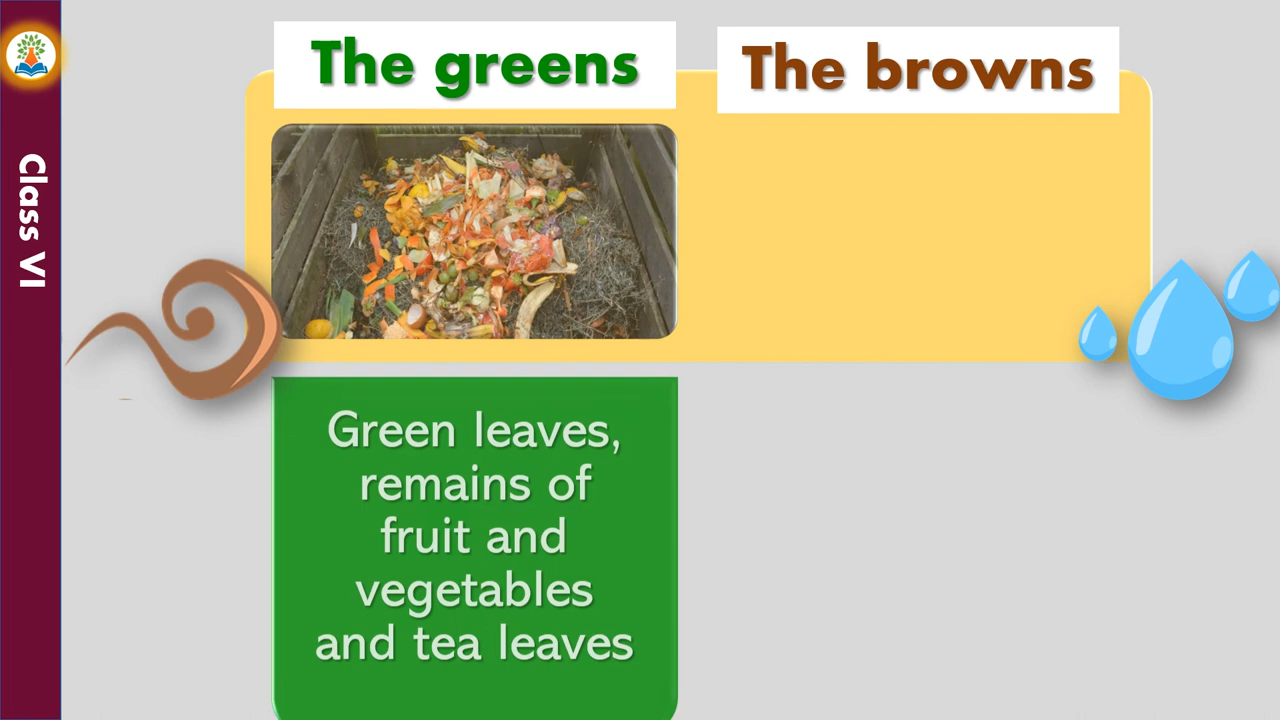 Class VI
The greens
The browns
Green leaves,
remains of
fruit and
vegetables
and tea leaves